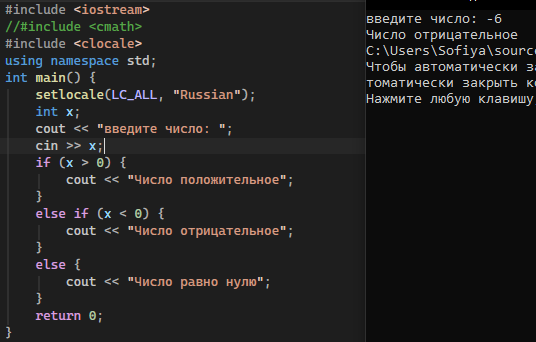 #include <iostream>
//#include <cmath>
#include <clocale>
using namespace std;
int main() {
setlocale(LC_ALL, "Russian");
int x;
cout << "введите число: ";
cin >> x;
if (x > 0) {
cout << "Число положительное";
}
else if (x < 0) {
cout << "Число отрицательное";
}
else {
cout << "Число равно нулю";
}
return 0;
}
введите число: -6
Число отрицательное
C:\Users\Sofiya\sourc
Чтобы автоматически
томатически закрыть
Нажмите любую клавишу